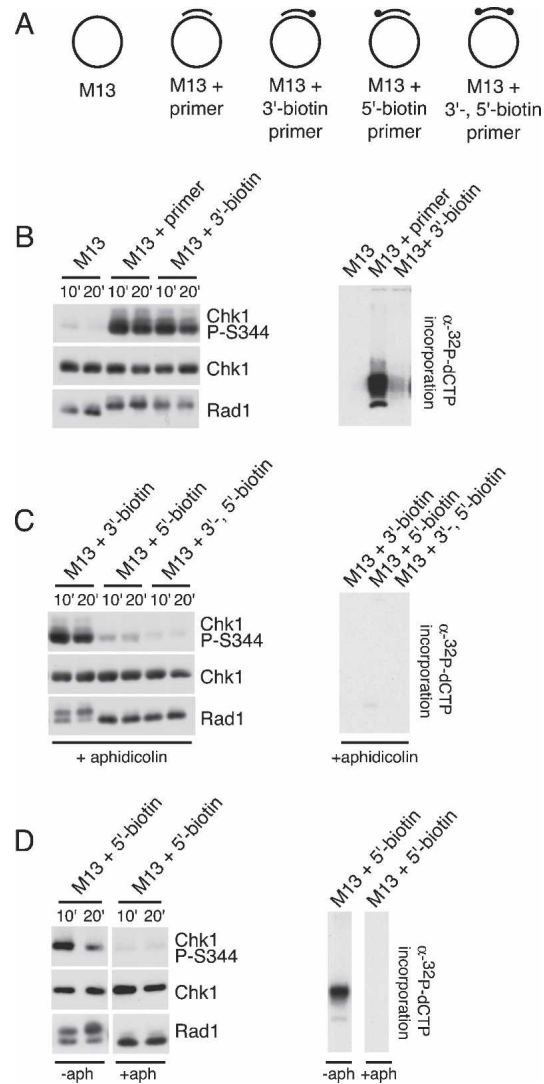 A
M13
M13 +
primer
M13 +
3'-biotin
primer
M13 +
5'-biotin
primer
M13 +
3'-, 5'-biotin
primer
B
M13
M13 + primer
M13 + 3'-biotin
10' 20' 10' 20' 10' 20'
Chk1
P-S344
Chk1
Rad1
M13
M13 + primer
M13+ 3'-biotin
α-32P-dCTP
incorporation
C
M13 + 3'-biotin
M13 + 5'-biotin
M13 + 3'-, 5'-biotin
10' 20' 10' 20' 10' 20'
Chk1
P-S344
Chk1
Rad1
+ aphidicolin
M13 + 3'-biotin
M13 + 5'-biotin
M13 + 3'-, 5'-biotin
α-32P-dCTP
incorporation
+aphidicolin
D
M13 + 5'-biotin
M13 + 5'-biotin
10' 20' 10' 20'
Chk1
P-S344
Chk1
Rad1
-aph +aph
M13 + 5'-biotin
M13 + 5'-biotin
α-32P-dCTP
incorporation
-aph +aph